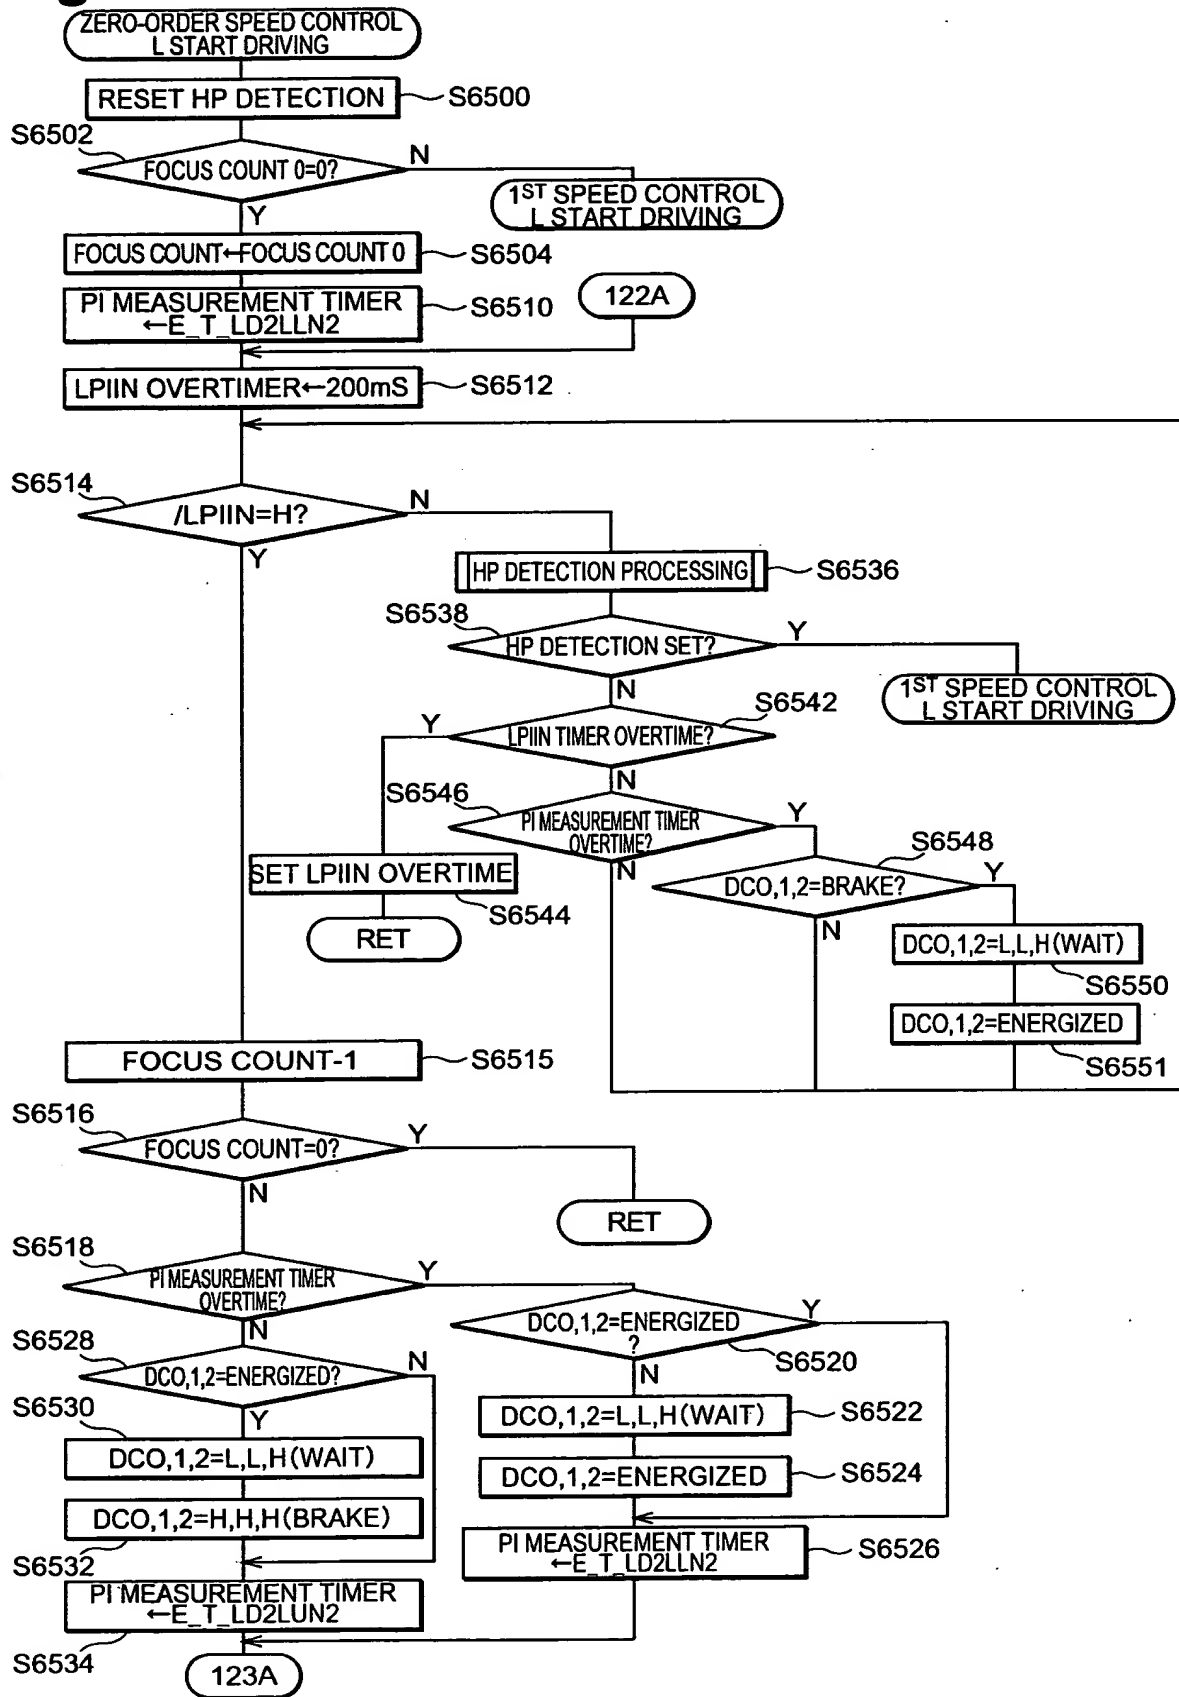 ZERO-ORDER SPEED CONTROL
L START DRIVING
RESET HP DETECTION
S6500
S6502
FOCUS COUNT 0=0?
N
Y
1ST SPEED CONTROL
L START DRIVING
FOCUS COUNT←FOCUS COUNT 0
S6504
PI MEASUREMENT TIMER
←E_T_LD2LLN2
S6510
122A
LPIIN OVERTIMER←200mS
S6512
S6514
/LPIIN=H?
N
Y
HP DETECTION PROCESSING
S6536
S6538
HP DETECTION SET?
Y
N
1ST SPEED CONTROL
L START DRIVING
S6542
LPIIN TIMER OVERTIME?
Y
N
S6546
PI MEASUREMENT TIMER
OVERTIME?
Y
N
S6548
DCO,1,2=BRAKE?
Y
N
SET LPIIN OVERTIME
S6544
RET
DCO,1,2=L,L,H(WAIT)
S6550
DCO,1,2=ENERGIZED
S6551
FOCUS COUNT-1
S6515
S6516
FOCUS COUNT=0?
Y
N
RET
S6518
PI MEASUREMENT TIMER
OVERTIME?
Y
N
DCO,1,2=ENERGIZED
?
Y
S6520
N
S6528
DCO,1,2=ENERGIZED?
N
Y
S6530
DCO,1,2=L,L,H(WAIT)
DCO,1,2=L,L,H(WAIT)
S6522
DCO,1,2=ENERGIZED
S6524
DCO,1,2=H,H,H(BRAKE)
S6532
PI MEASUREMENT TIMER
←E_T_LD2LLN2
S6526
PI MEASUREMENT TIMER
←E_T_LD2LUN2
S6534
123A